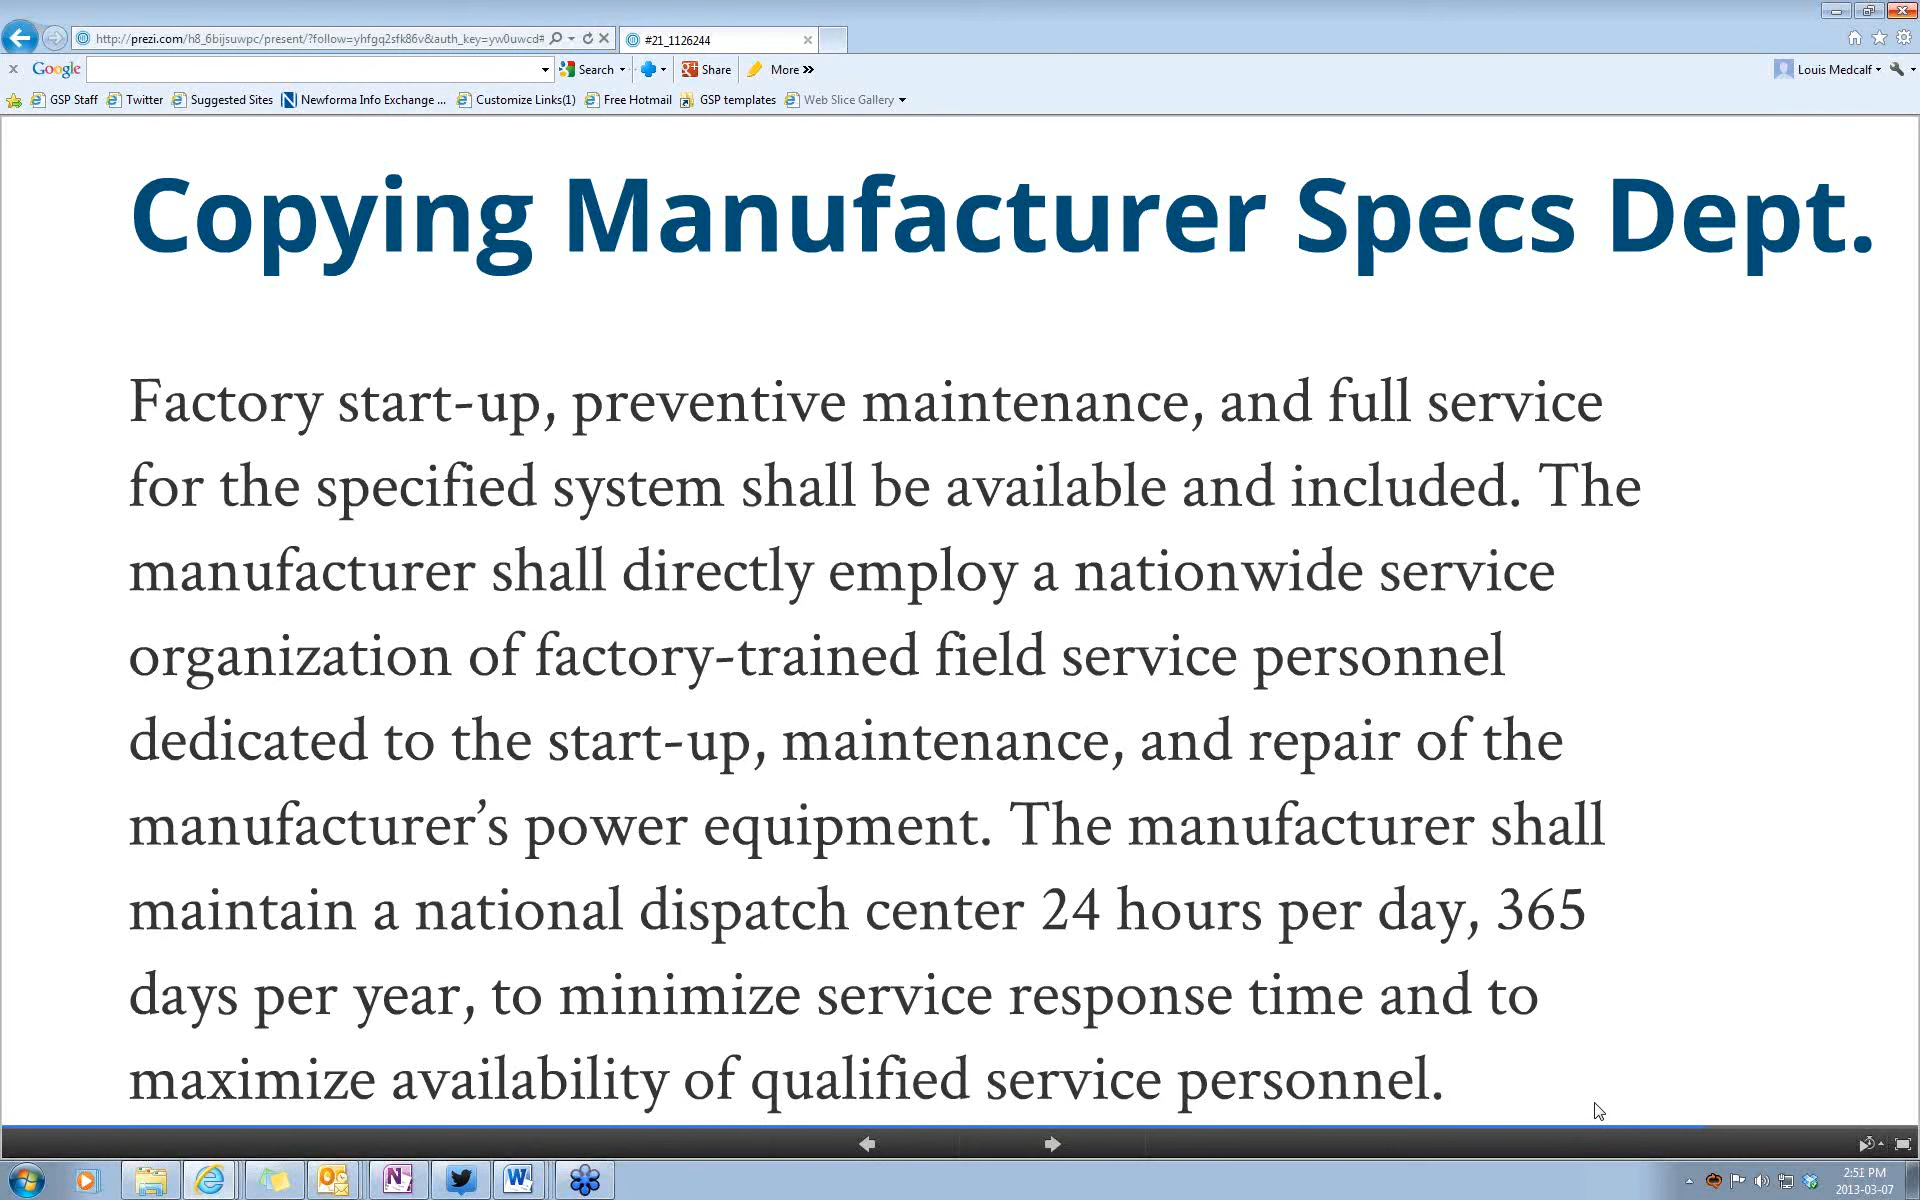 http://prezi.com/h8_6bijsuwpc/present/?follow=yhfgq2sfk86v&auth_key=yw0uwcd#
#21_1126244
x Google Search Share More »
Louis Medcalf
GSP Staff Twitter Suggested Sites Newforma Info Exchange ... Customize Links(1) Free Hotmail GSP templates Web Slice Gallery
Copying Manufacturer Specs Dept.
Factory start-up, preventive maintenance, and full service
for the specified system shall be available and included. The
manufacturer shall directly employ a nationwide service
organization of factory-trained field service personnel
dedicated to the start-up, maintenance, and repair of the
manufacturer’s power equipment. The manufacturer shall
maintain a national dispatch center 24 hours per day, 365
days per year, to minimize service response time and to
maximize availability of qualified service personnel.
2:51 PM
2013-03-07